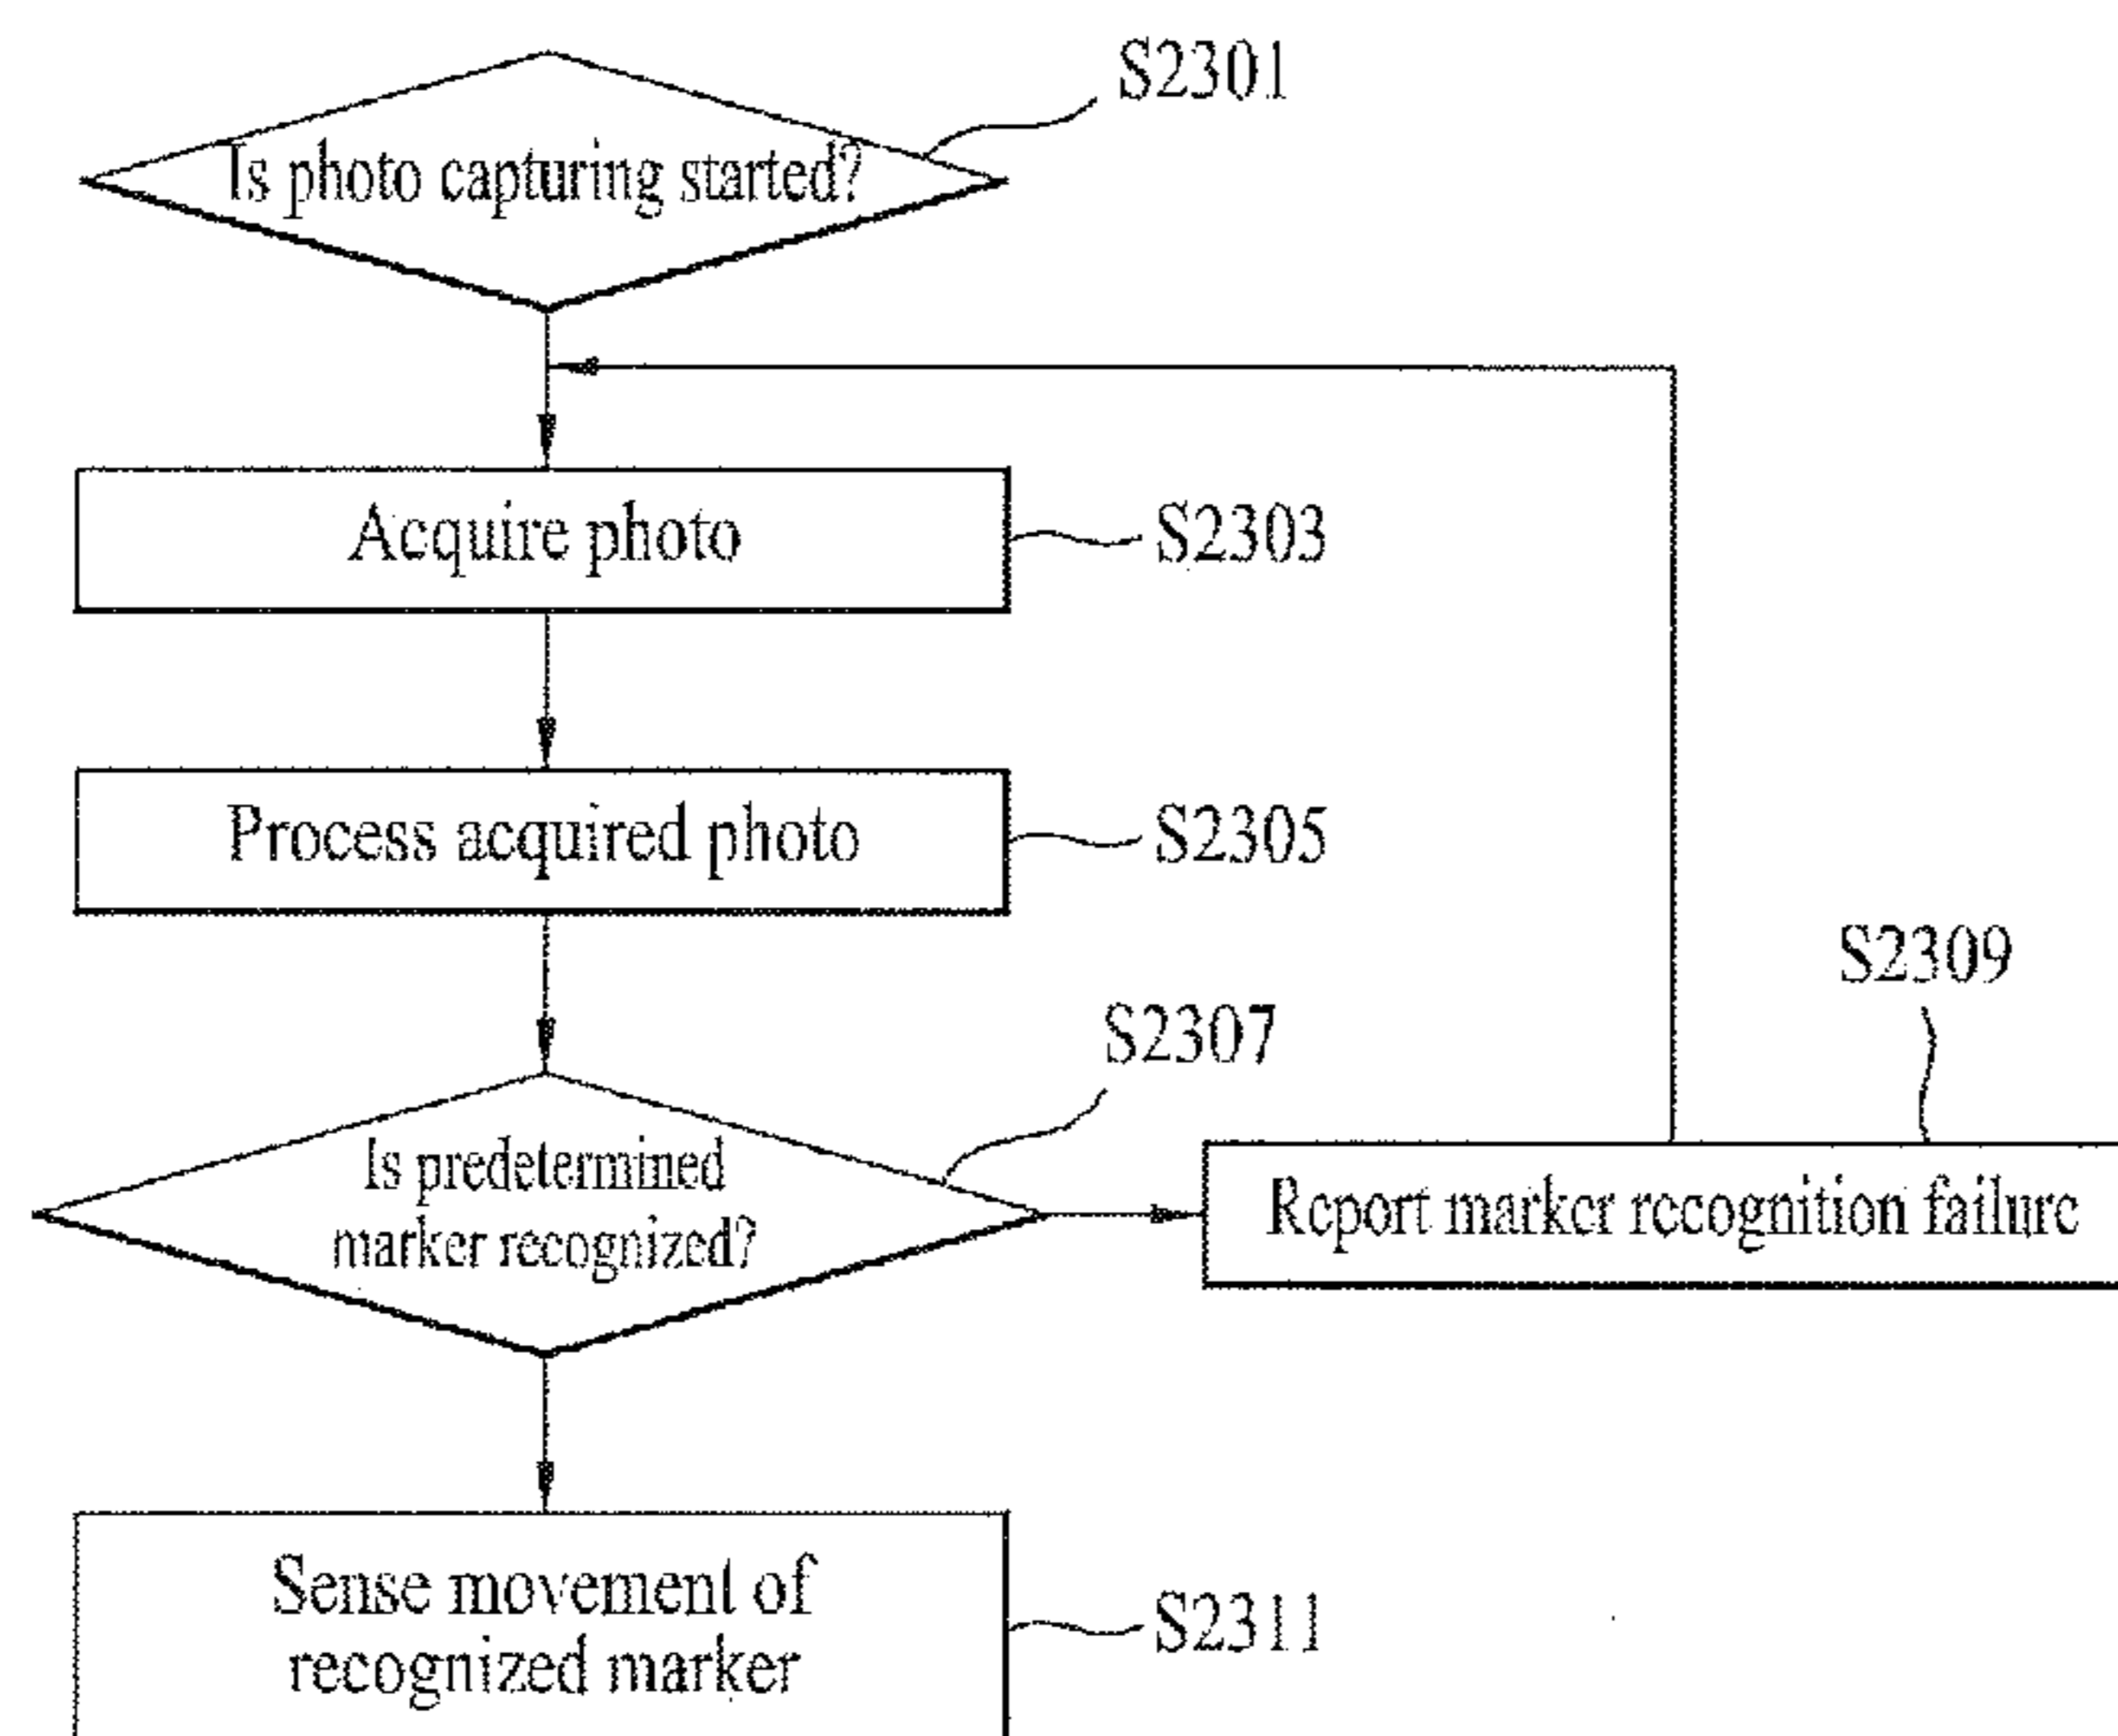 S2301
Is photo capturing started?
Acquire photo
S2303
Process acquired photo
S2305
S2309
S2307
Is predetermined
marker recognized?
Report marker recognition failure
Sense movement of
recognized marker
S2311